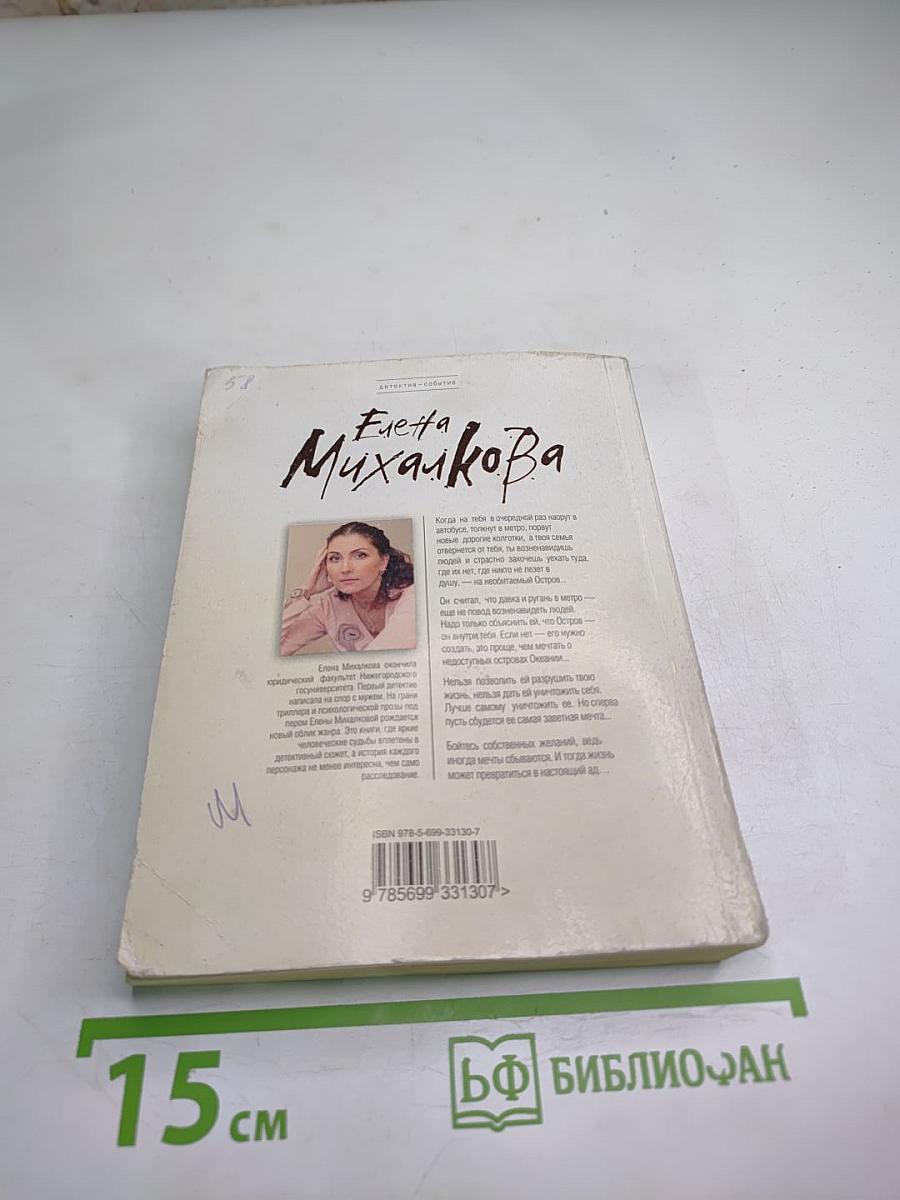 58
детектив-событие
Елена
Михалкова
Когда на тебя в очередной раз наорут в
автобусе, толкнут в метро, порвут
новые дорогие колготки, а твоя семья
отвернется от тебя, ты возненавидишь
людей и страстно захочешь уехать туда,
где их нет, где никто не лезет в
душу, — на необитаемый Остров...
Он считал, что давка и ругань в метро —
еще не повод возненавидеть людей.
Надо только объяснить ей, что Остров —
он внутри тебя. Если нет — его нужно
создать, это проще, чем мечтать о
недоступных островах Океании...
Нельзя позволить ей разрушить твою
жизнь, нельзя дать ей уничтожить себя.
Лучше самому уничтожить ее. Но сперва
пусть сбудется ее самая заветная мечта...
Бойтесь собственных желаний, ведь
иногда мечты сбываются. И тогда жизнь
может превратиться в настоящий ад...
Елена Михалкова окончила
юридический факультет Нижегородского
госуниверситета. Первый детектив
написала на спор с мужем. На грани
триллера и психологической прозы под
пером Елены Михалковой рождается
новый облик жанра. Это книги, где яркие
человеческие судьбы вплетены в
детективный сюжет, а история каждого
персонажа не менее интересна, чем само
расследование.
М
ISBN 978-5-699-33130-7
9 785699 331307 >
15 см
БФ БИБЛИОФАН